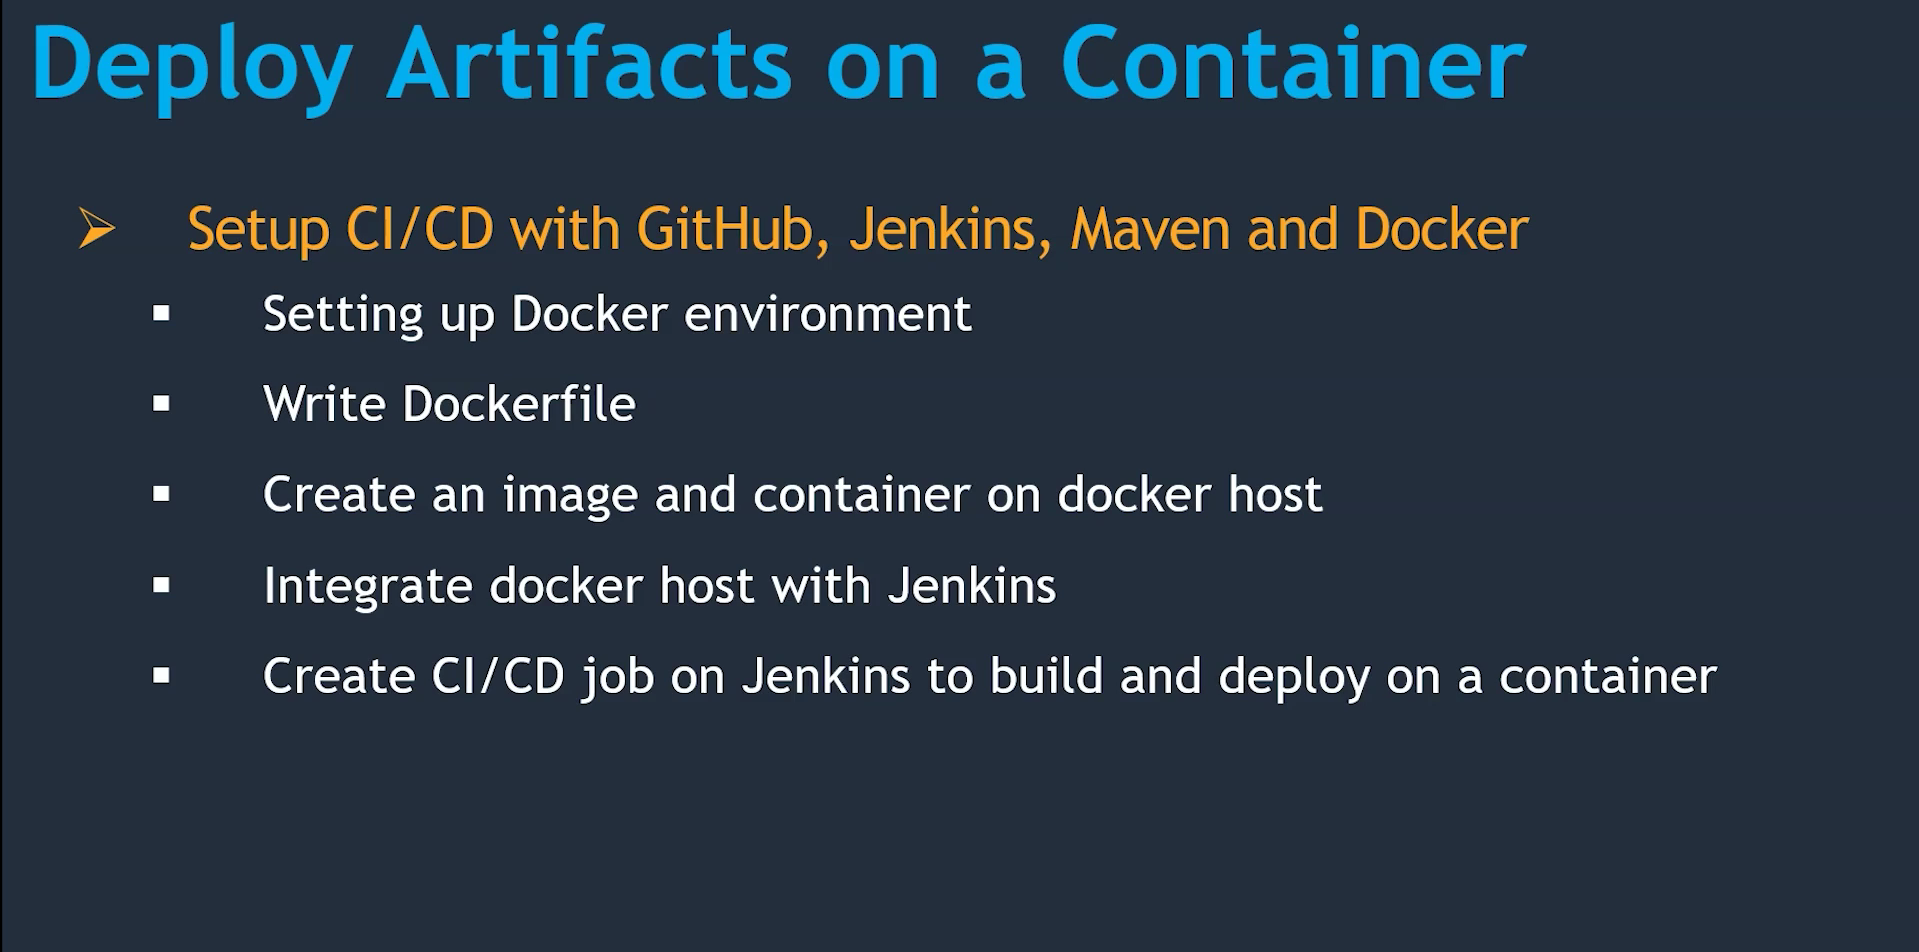 Deploy Artifacts on a Container
Setup CI/CD with GitHub, Jenkins, Maven and Docker
Setting up Docker environment
Write Dockerfile
Create an image and container on docker host
Integrate docker host with Jenkins
Create CI/CD job on Jenkins to build and deploy on a container